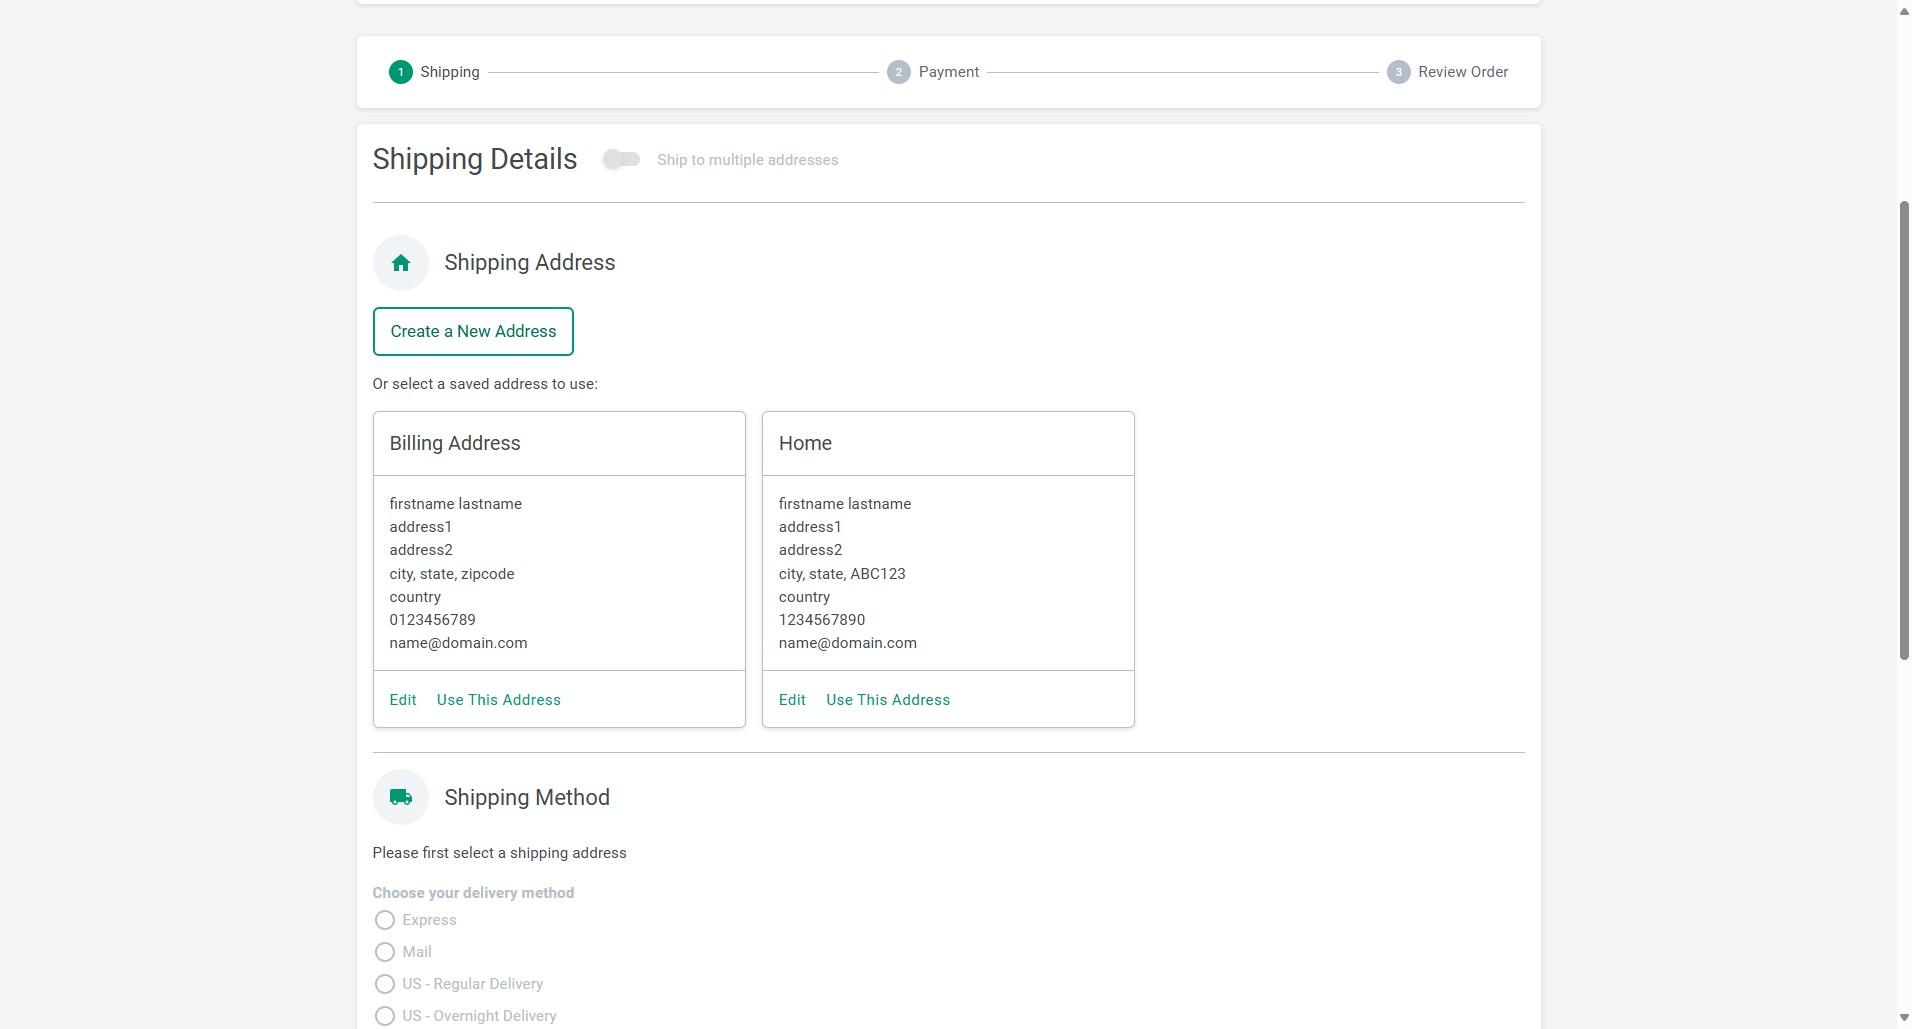 1 Shipping
2 Payment
3 Review Order
Shipping Details
Ship to multiple addresses
Shipping Address
Create a New Address
Or select a saved address to use:
Billing Address
firstname lastname
address1
address2
city, state, zipcode
country
0123456789
name@domain.com
Edit Use This Address
Home
firstname lastname
address1
address2
city, state, ABC123
country
1234567890
name@domain.com
Edit Use This Address
Shipping Method
Please first select a shipping address
Choose your delivery method
Express
Mail
US - Regular Delivery
US - Overnight Delivery